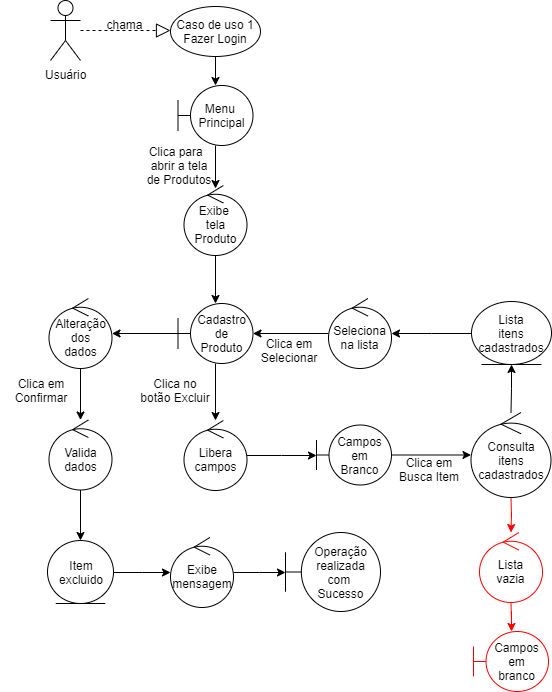 chama
Caso de uso 1
Fazer Login
Usuário
Menu
Principal
Clica para
abrir a tela
de Produtos
Exibe
tela
Produto
Alteração
dos
dados
Cadastro
de
Produto
Clica em
Selecionar
Seleciona
na lista
Lista
itens
cadastrados
Clica em
Confirmar
Clica no
botão Excluir
Valida
dados
Libera
campos
Campos
em
Branco
Clica em
Busca Item
Consulta
itens
cadastrados
Item
excluido
Exibe
mensagem
Operação
realizada
com
Sucesso
Lista
vazia
Campos
em
branco